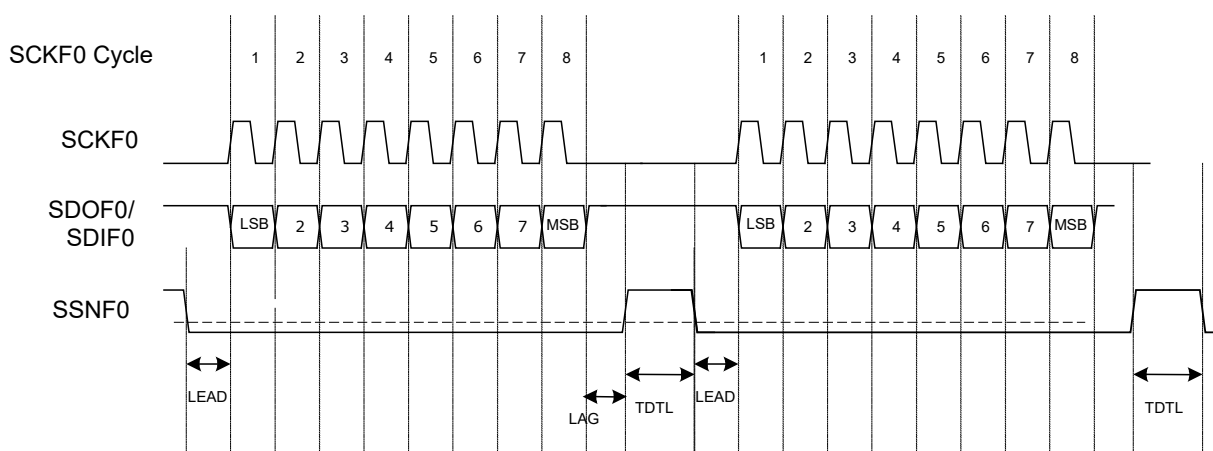 SCKF0 Cycle 1 2 3 4 5 6 7 8 1 2 3 4 5 6 7 8
SCKF0
SDOF0/
SDIF0
LSB 2 3 4 5 6 7 MSB LSB 2 3 4 5 6 7 MSB
SSNF0
LEAD LAG TDTL LEAD TDTL